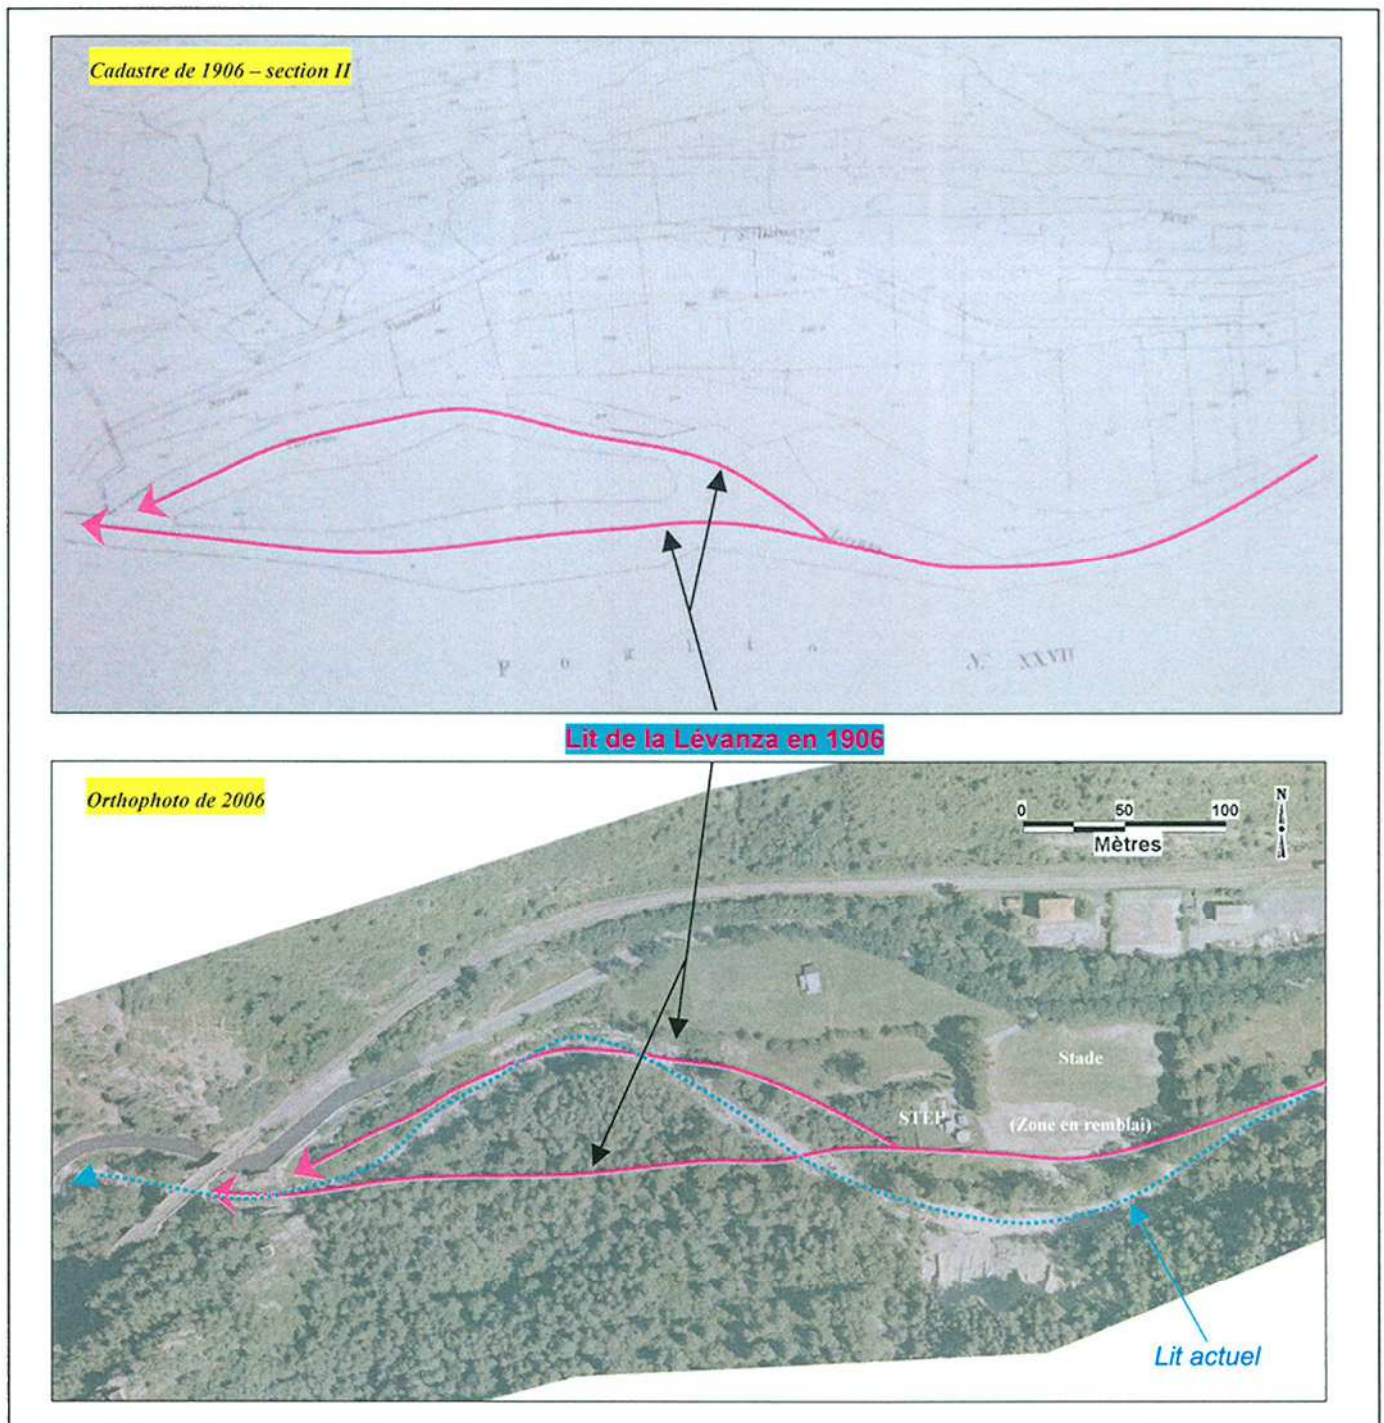 Cadastre de 1906 – section II
P o g i t o N° XXVII
Lit de la Lévanza en 1906
Orthophoto de 2006
0 50 100
Mètres
N
Stade
STEP
(Zone en remblai)
Lit actuel